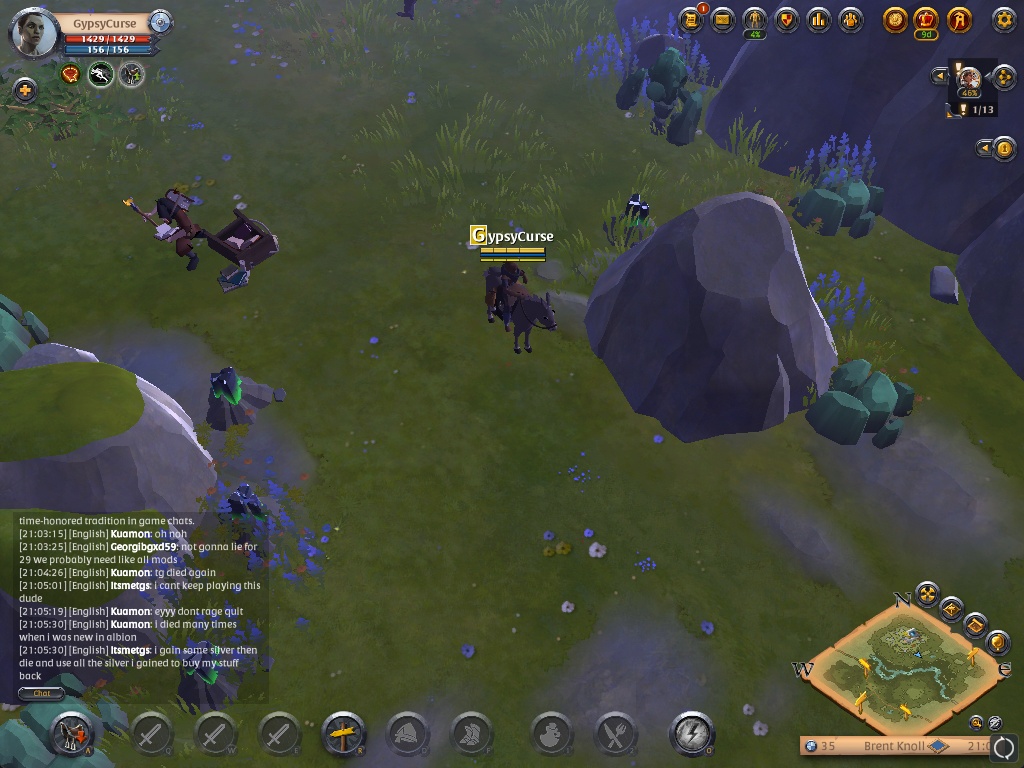 GypsyCurse
1429 / 1429
156 / 156
1
4%
9d
46%
1/13
GypsyCurse
time-honored tradition in game chats.
[21:03:15] [English] Kuamon: oh nah
[21:03:25] [English] Georgibgxd59: not gonna lie for
29 we probably need like all mods
[21:04:26] [English] Kuamon: tg died again
[21:05:01] [English] Itsmetgs: i cant keep playing this
dude
[21:05:19] [English] Kuamon: eyyy dont rage quit
[21:05:30] [English] Kuamon: i died many times
when i was new in albion
[21:05:30] [English] Itsmetgs: i gain some silver then
die and use all the silver i gained to buy my stuff
back
Chat
N
W
E
A
Q
W
E
R
D
F
O
35
Brent Knoll